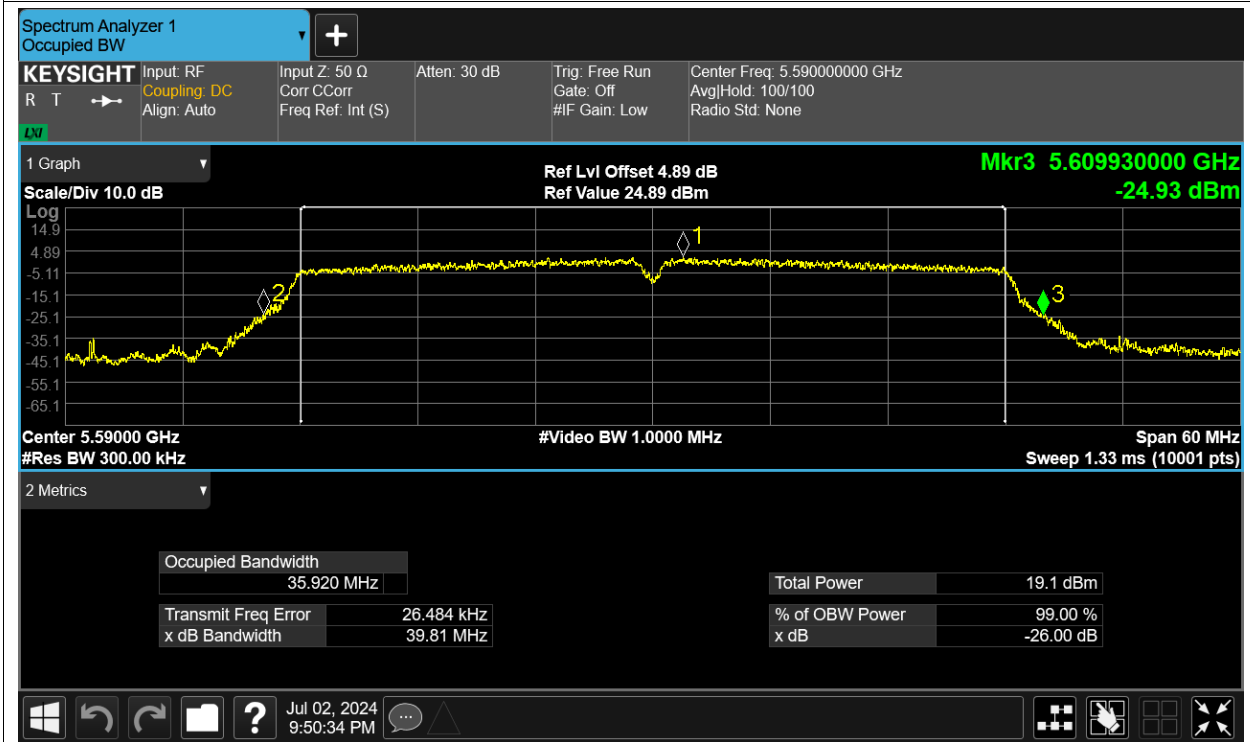 Spectrum Analyzer 1
Occupied BW
KEYSIGHT
R T
LXI
Input: RF
Coupling: DC
Align: Auto
Input Z: 50 Ω
Corr CCorr
Freq Ref: Int (S)
Atten: 30 dB
Trig: Free Run
Gate: Off
#IF Gain: Low
Center Freq: 5.590000000 GHz
Avg|Hold: 100/100
Radio Std: None
1 Graph
Scale/Div 10.0 dB
Ref Lvl Offset 4.89 dB
Ref Value 24.89 dBm
Mkr3 5.609930000 GHz
-24.93 dBm
Log
14.9
4.89
-5.11
-15.1
-25.1
-35.1
-45.1
-55.1
-65.1
1
2
3
Center 5.59000 GHz
#Res BW 300.00 kHz
#Video BW 1.0000 MHz
Span 60 MHz
Sweep 1.33 ms (10001 pts)
2 Metrics
Occupied Bandwidth
35.920 MHz
Transmit Freq Error 26.484 kHz
x dB Bandwidth 39.81 MHz
Total Power 19.1 dBm
% of OBW Power 99.00 %
x dB -26.00 dB
?
Jul 02, 2024
9:50:34 PM